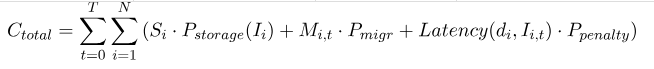 $C_{total} = \sum_{t=0}^{T} \sum_{i=1}^{N} (S_i \cdot P_{storage}(I_i) + M_{i,t} \cdot P_{migr} + Latency(d_i, I_{i,t}) \cdot P_{penalty})$